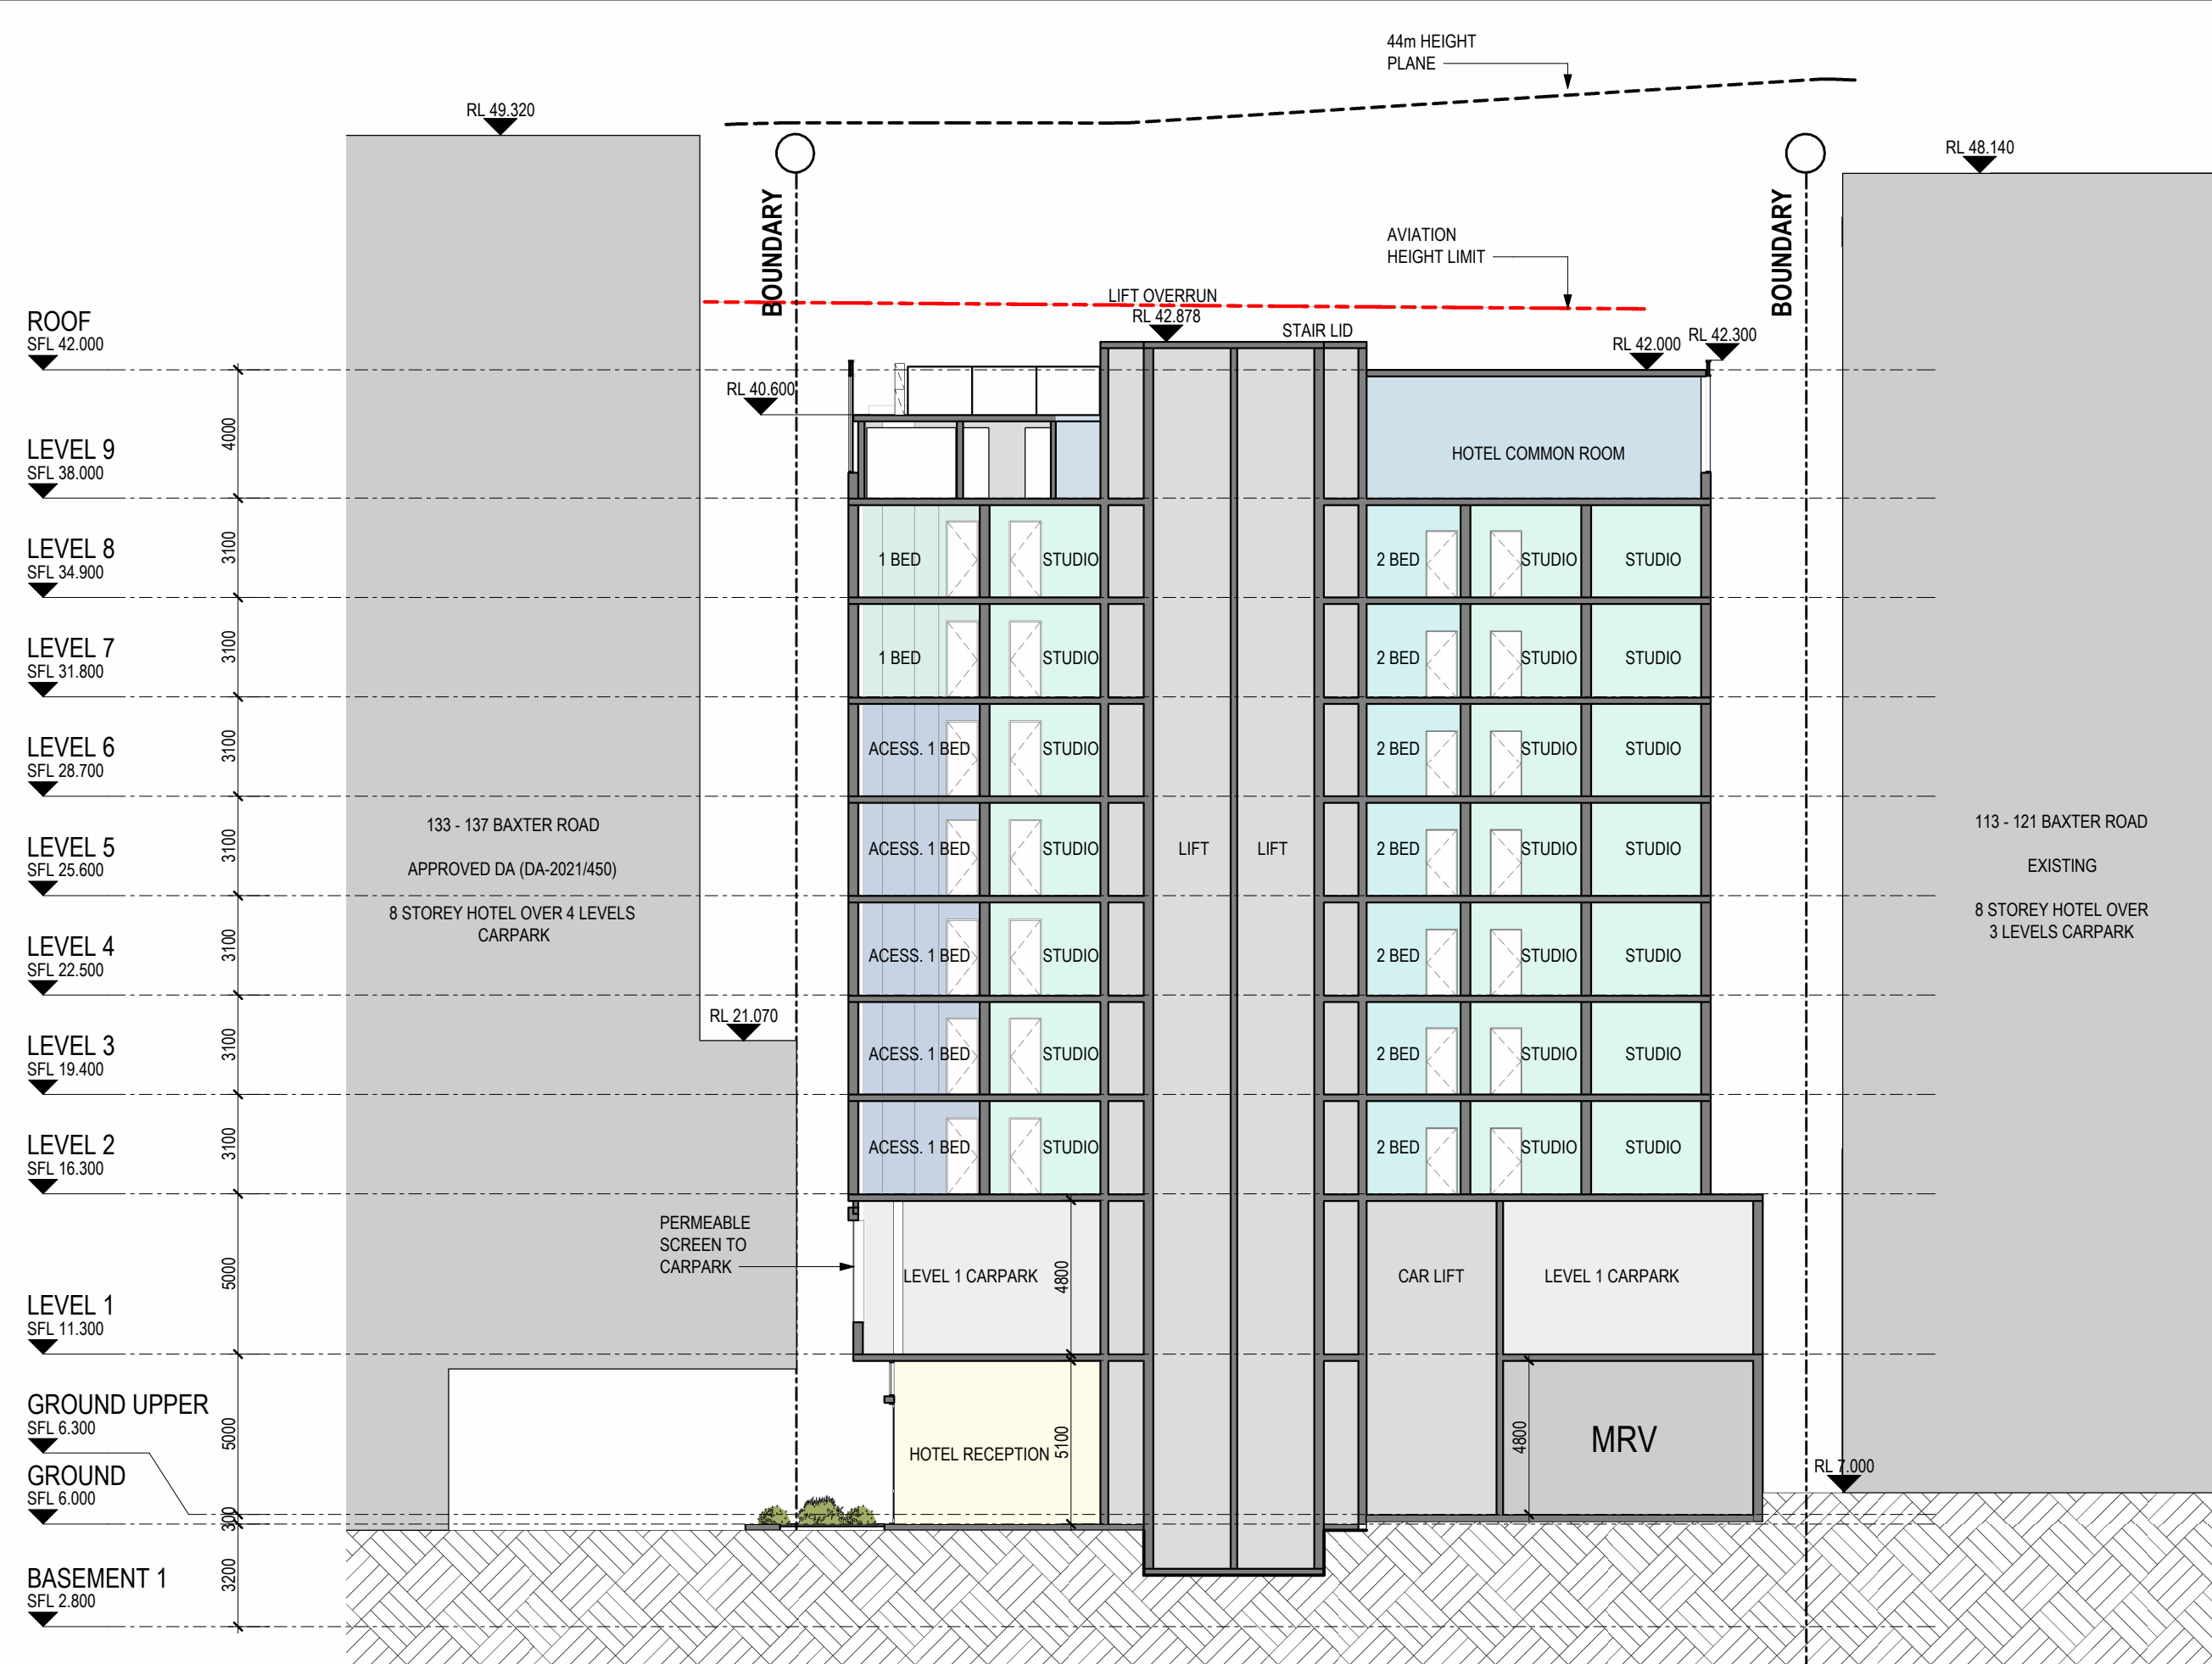 44m HEIGHT
PLANE
RL 49.320
RL 48.140
BOUNDARY
BOUNDARY
AVIATION
HEIGHT LIMIT
LIFT OVERRUN
RL 42.878
STAIR LID
RL 42.000
RL 42.300
RL 40.600
ROOF
SFL 42.000
4000
LEVEL 9
SFL 38.000
HOTEL COMMON ROOM
3100
LEVEL 8
SFL 34.900
1 BED
STUDIO
2 BED
STUDIO
STUDIO
3100
LEVEL 7
SFL 31.800
1 BED
STUDIO
2 BED
STUDIO
STUDIO
3100
LEVEL 6
SFL 28.700
ACESS. 1 BED
STUDIO
2 BED
STUDIO
STUDIO
133 - 137 BAXTER ROAD
APPROVED DA (DA-2021/450)
8 STOREY HOTEL OVER 4 LEVELS
CARPARK
113 - 121 BAXTER ROAD
EXISTING
8 STOREY HOTEL OVER
3 LEVELS CARPARK
3100
LEVEL 5
SFL 25.600
ACESS. 1 BED
STUDIO
LIFT
LIFT
2 BED
STUDIO
STUDIO
3100
LEVEL 4
SFL 22.500
ACESS. 1 BED
STUDIO
2 BED
STUDIO
STUDIO
RL 21.070
3100
LEVEL 3
SFL 19.400
ACESS. 1 BED
STUDIO
2 BED
STUDIO
STUDIO
3100
LEVEL 2
SFL 16.300
ACESS. 1 BED
STUDIO
2 BED
STUDIO
STUDIO
PERMEABLE
SCREEN TO
CARPARK
5000
LEVEL 1
SFL 11.300
LEVEL 1 CARPARK
4800
CAR LIFT
LEVEL 1 CARPARK
GROUND UPPER
SFL 6.300
5000
HOTEL RECEPTION
5100
4800
MRV
RL 7.000
GROUND
SFL 6.000
300
3200
BASEMENT 1
SFL 2.800